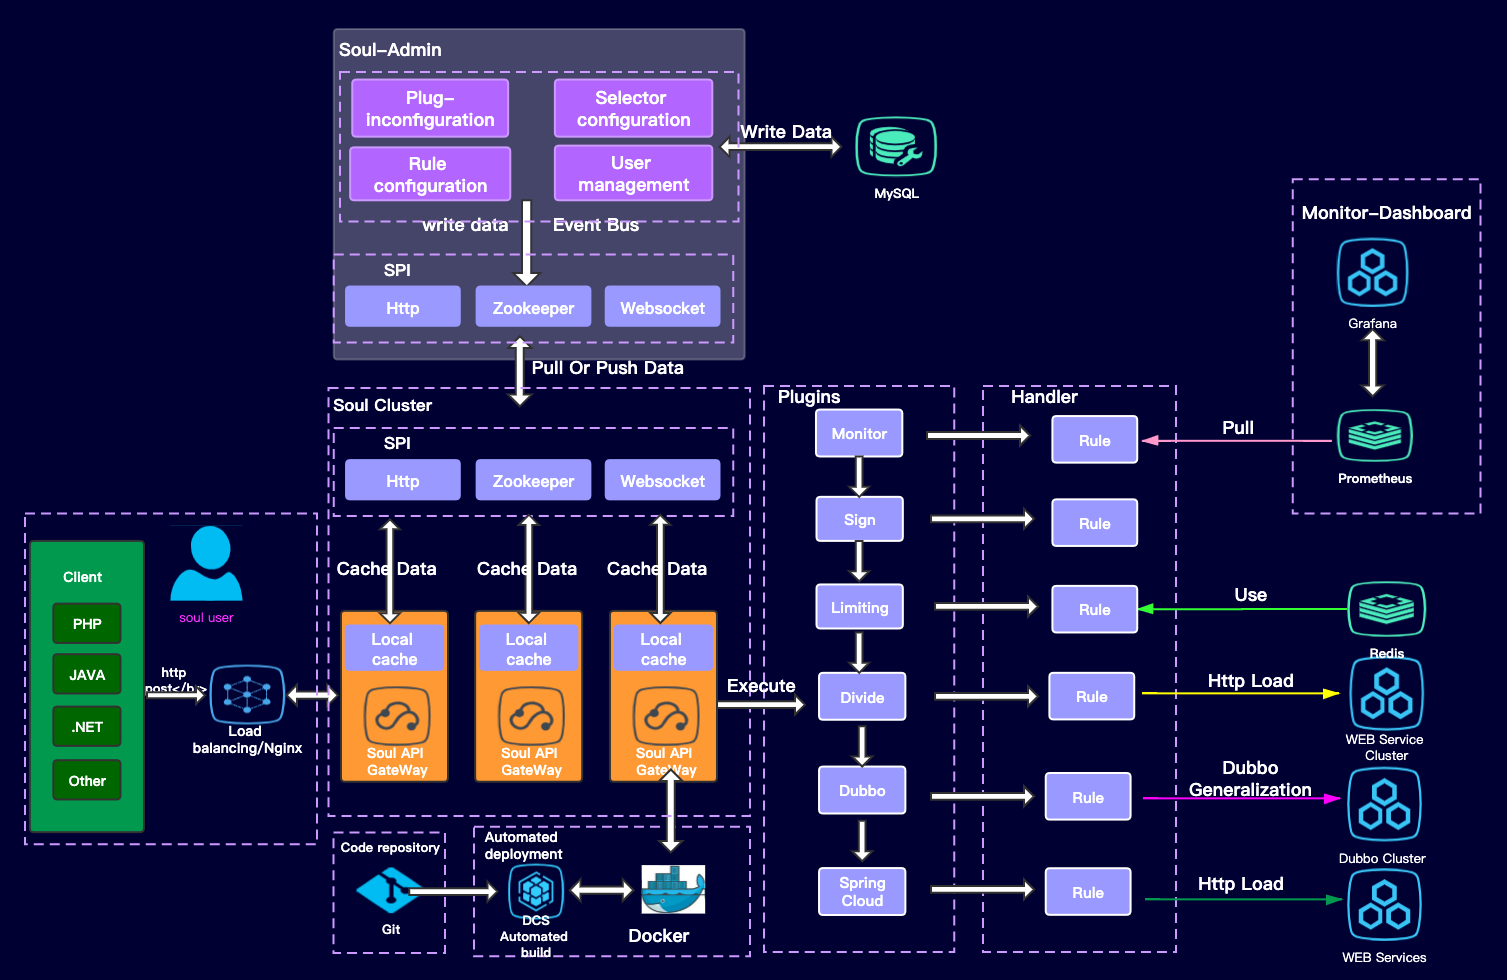 Soul-Admin
Plug-
inconfiguration
Selector
configuration
Rule
configuration
User
management
write data
Event Bus
SPI
Http
Zookeeper
Websocket
Write Data
MySQL
Pull Or Push Data
Soul Cluster
SPI
Http
Zookeeper
Websocket
Cache Data
Cache Data
Cache Data
Local
cache
Local
cache
Local
cache
Soul API
GateWay
Soul API
GateWay
Soul API
GateWay
Client
PHP
JAVA
.NET
Other
soul user
http
post</br>
Load
balancing/Nginx
Execute
Code repository
Git
Automated
deployment
DCS
Automated
build
Docker
Plugins
Monitor
Sign
Limiting
Divide
Dubbo
Spring
Cloud
Handler
Rule
Rule
Rule
Rule
Rule
Rule
Monitor-Dashboard
Grafana
Prometheus
Pull
Use
Redis
Http Load
WEB Service
Cluster
Dubbo
Generalization
Dubbo Cluster
Http Load
WEB Services